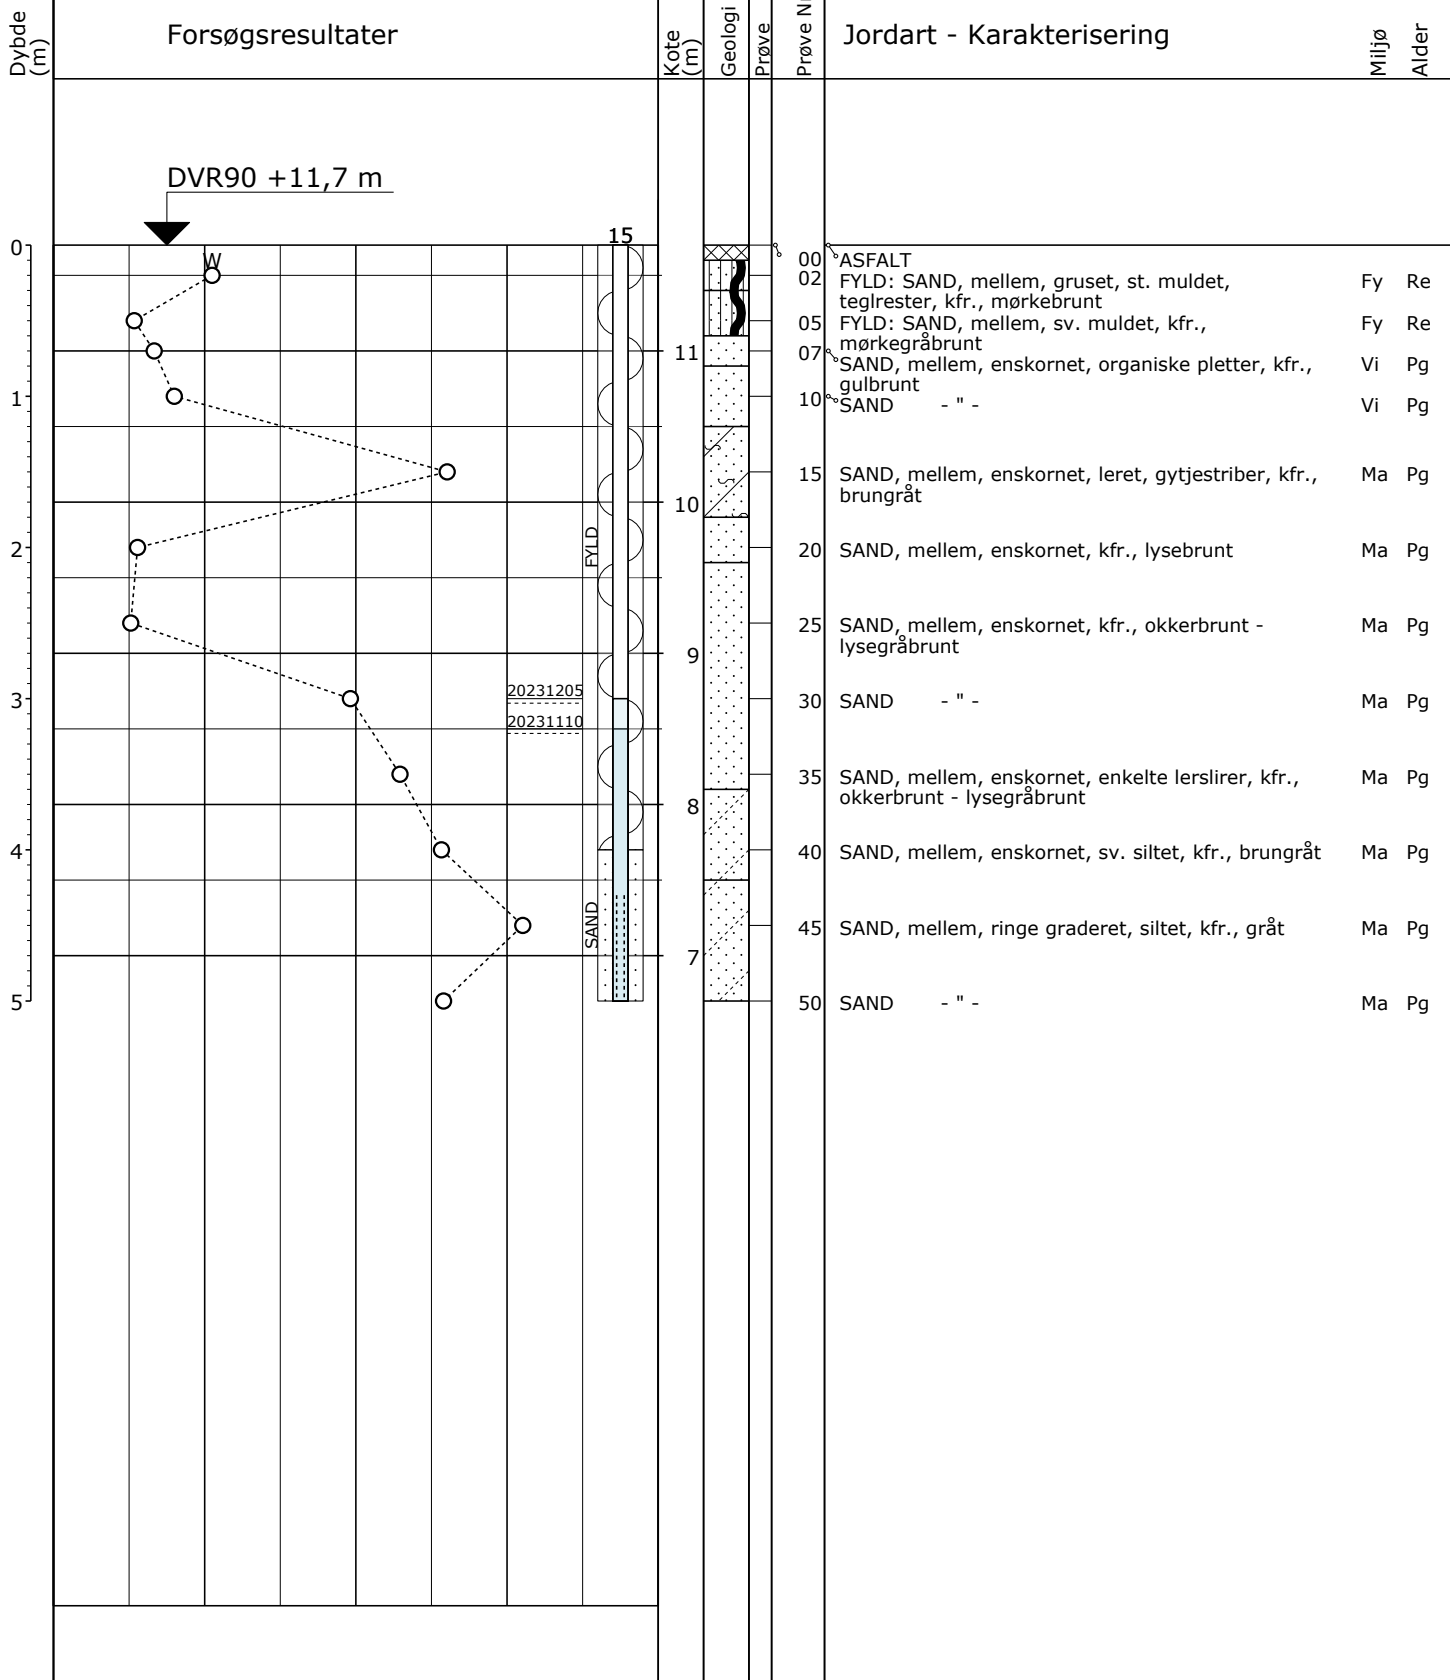 Dybde
(m)
Forsøgsresultater
Kote
(m)
Geologi
Prøve
Prøve Nr
Jordart - Karakterisering
Miljø
Alder
DVR90 +11,7 m
15
W
0
00 ASFALT
02 FYLD: SAND, mellem, gruset, st. muldet, Fy Re
teglrester, kfr., mørkebrunt
05 FYLD: SAND, mellem, sv. muldet, kfr., Fy Re
mørkegråbrunt
11
07 SAND, mellem, enskornet, organiske pletter, kfr., Vi Pg
gulbrunt
1
10 SAND - " - Vi Pg
15 SAND, mellem, enskornet, leret, gytjestriber, kfr., Ma Pg
brungråt
10
2
FYLD
20 SAND, mellem, enskornet, kfr., lysebrunt Ma Pg
25 SAND, mellem, enskornet, kfr., okkerbrunt - Ma Pg
lysegråbrunt
9
20231205
3
30 SAND - " - Ma Pg
20231110
35 SAND, mellem, enskornet, enkelte lerslirer, kfr., Ma Pg
okkerbrunt - lysegråbrunt
8
4
40 SAND, mellem, enskornet, sv. siltet, kfr., brungråt Ma Pg
SAND
45 SAND, mellem, ringe graderet, siltet, kfr., gråt Ma Pg
7
5
50 SAND - " - Ma Pg